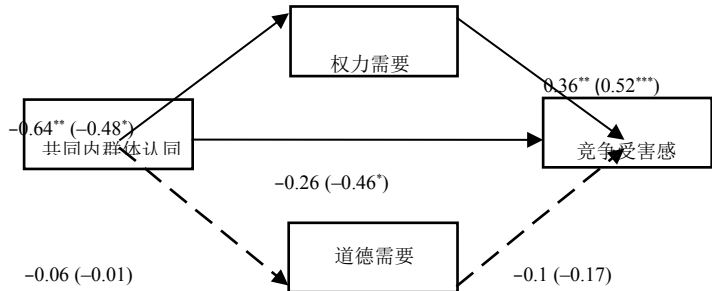 权力需要
0.36** (0.52***)
–0.64** (–0.48*)
共同内群体认同
竞争受害感
–0.26 (–0.46*)
道德需要
–0.06 (–0.01)
–0.1 (–0.17)